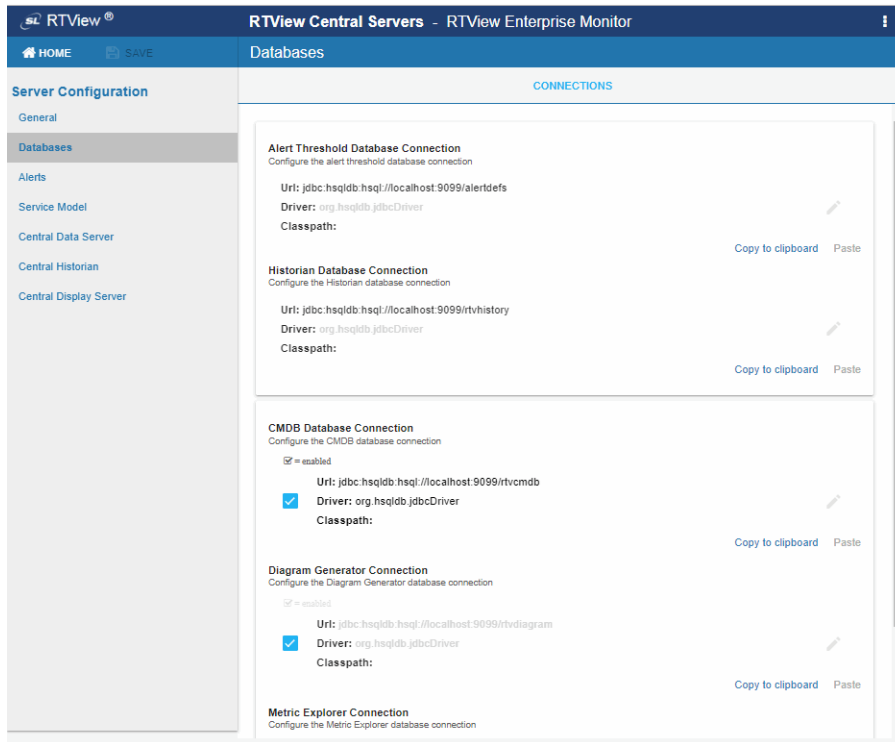 SL RTView ®
RTView Central Servers - RTView Enterprise Monitor
HOME
SAVE
Databases
Server Configuration
General
Databases
Alerts
Service Model
Central Data Server
Central Historian
Central Display Server
CONNECTIONS
Alert Threshold Database Connection
Configure the alert threshold database connection
Url: jdbc:hsqldb:hsql://localhost:9099/alertdefs
Driver: org.hsqldb.jdbcDriver
Classpath:
Copy to clipboard Paste
Historian Database Connection
Configure the Historian database connection
Url: jdbc:hsqldb:hsql://localhost:9099/rtvhistory
Driver: org.hsqldb.jdbcDriver
Classpath:
Copy to clipboard Paste
CMDB Database Connection
Configure the CMDB database connection
= enabled
Url: jdbc:hsqldb:hsql://localhost:9099/rtvcmdb
Driver: org.hsqldb.jdbcDriver
Classpath:
Copy to clipboard Paste
Diagram Generator Connection
Configure the Diagram Generator database connection
= enabled
Url: jdbc:hsqldb:hsql://localhost:9099/rtvdiagram
Driver: org.hsqldb.jdbcDriver
Classpath:
Copy to clipboard Paste
Metric Explorer Connection
Configure the Metric Explorer database connection